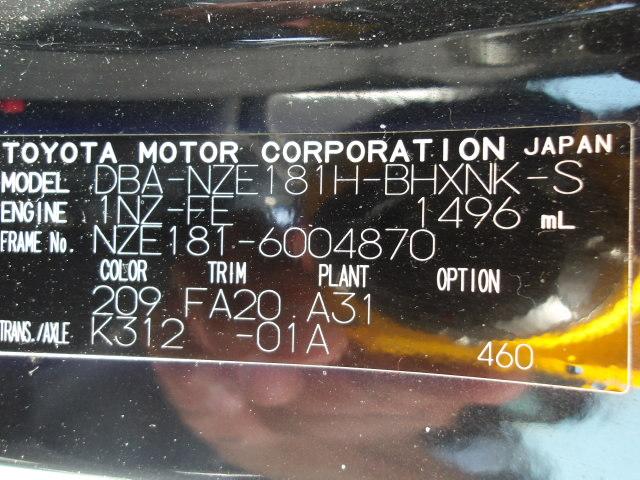 TOYOTA MOTOR CORPORATION JAPAN
MODEL DBA-NZE181H-BHXNK-S
ENGINE 1NZ-FE 1496 mL
FRAME No. NZE181-6004870
COLOR TRIM PLANT OPTION
209 FA20 A31
TRANS./AXLE K312 -01A
460